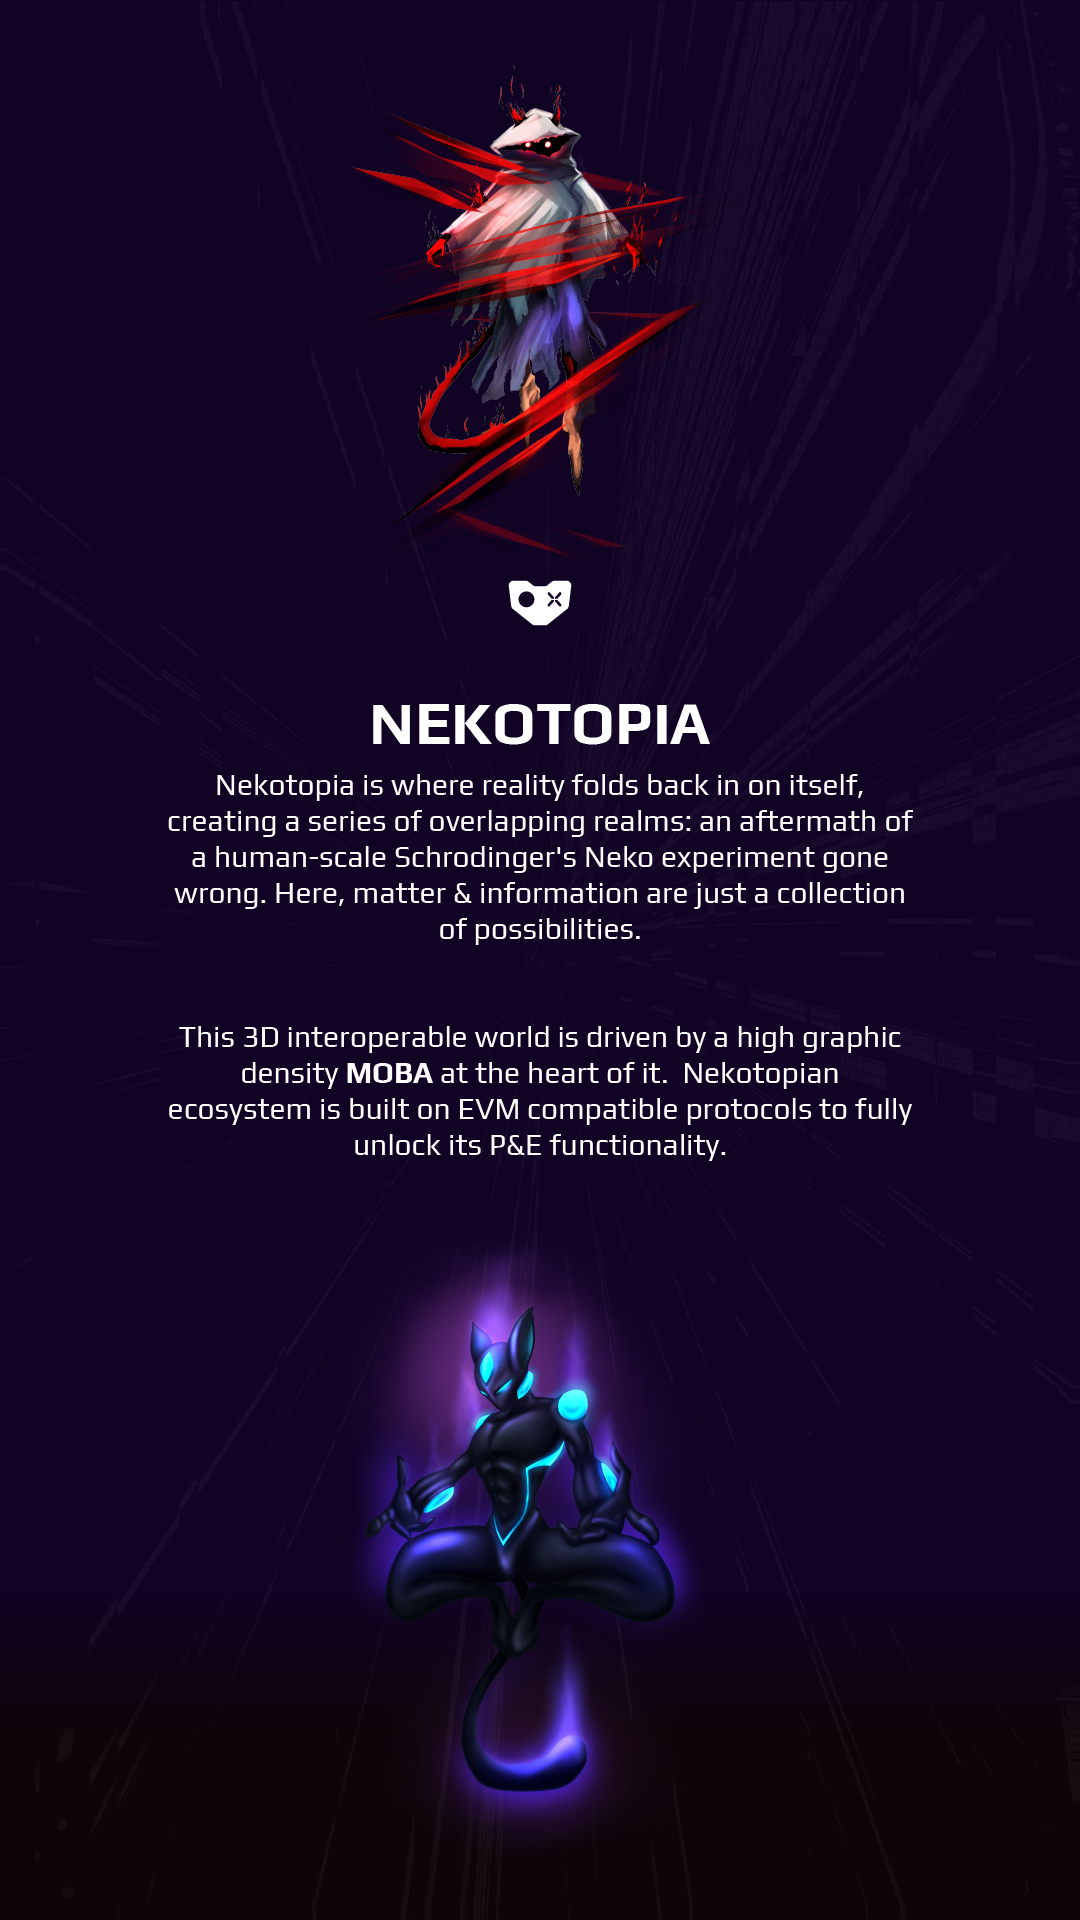 NEKOTOPIA
Nekotopia is where reality folds back in on itself,
creating a series of overlapping realms: an aftermath of
a human-scale Schrodinger's Neko experiment gone
wrong. Here, matter & information are just a collection
of possibilities.
This 3D interoperable world is driven by a high graphic
density MOBA at the heart of it.  Nekotopian
ecosystem is built on EVM compatible protocols to fully
unlock its P&E functionality.